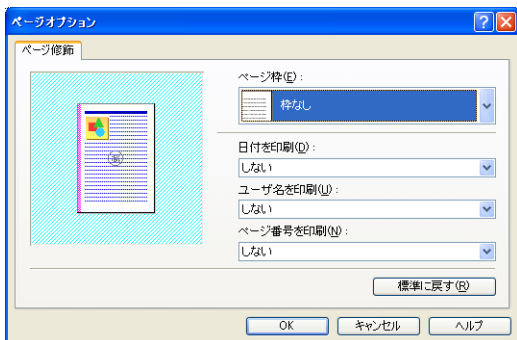 ページオプション
ページ修飾
ページ枠(E):
枠なし
日付を印刷(D):
しない
ユーザ名を印刷(U):
しない
ページ番号を印刷(N):
しない
標準に戻す(R)
OK キャンセル ヘルプ